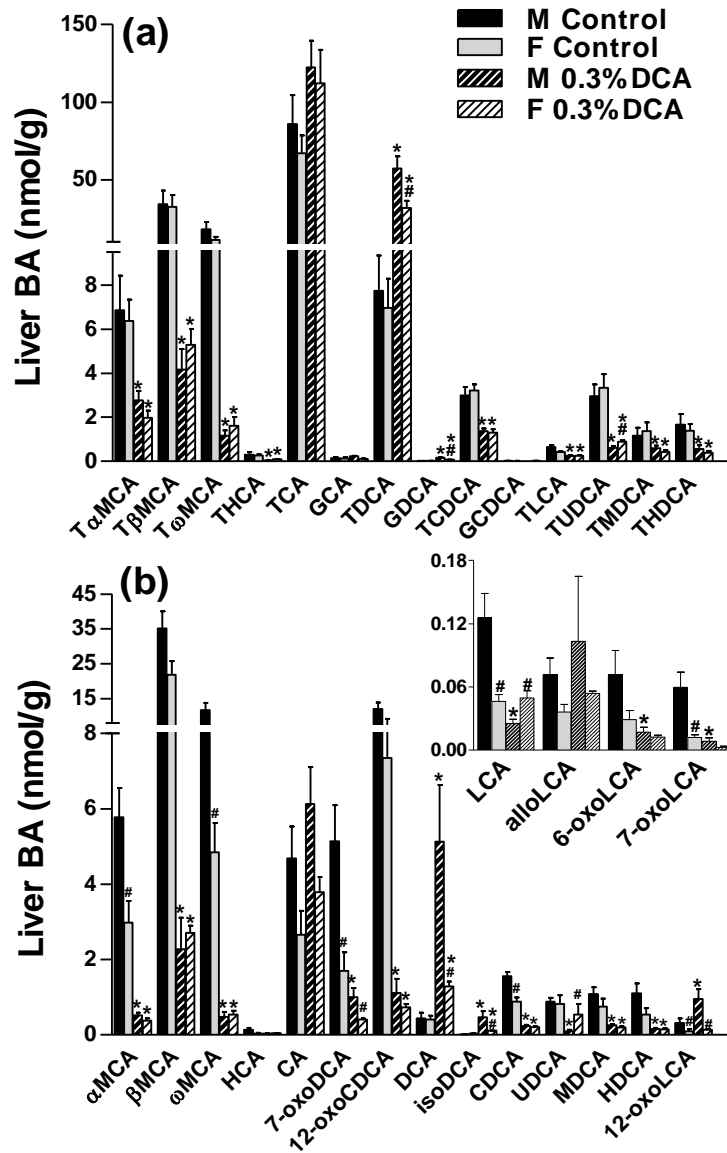 (a)
M Control
F Control
M 0.3%DCA
F 0.3%DCA
Liver BA (nmol/g)
150
100
50
8
6
4
2
0
* * * * * * * * * * # * * # * * * * * * # * * * *
TαMCA TβMCA TωMCA THCA TCA GCA TDCA GDCA TCDCA GCDCA TLCA TUDCA TMDCA THDCA
(b)
Liver BA (nmol/g)
45
35
25
15
8
6
4
2
0
# * * * * # * * # * # * * * * # * * # # * * * # * * * * # * #
αMCA βMCA ωMCA HCA CA 7-oxoDCA 12-oxoCDCA DCA isoDCA CDCA UDCA MDCA HDCA 12-oxoLCA
0.18
0.12
0.06
0.00
# * # * # *
LCA alloLCA 6-oxoLCA 7-oxoLCA